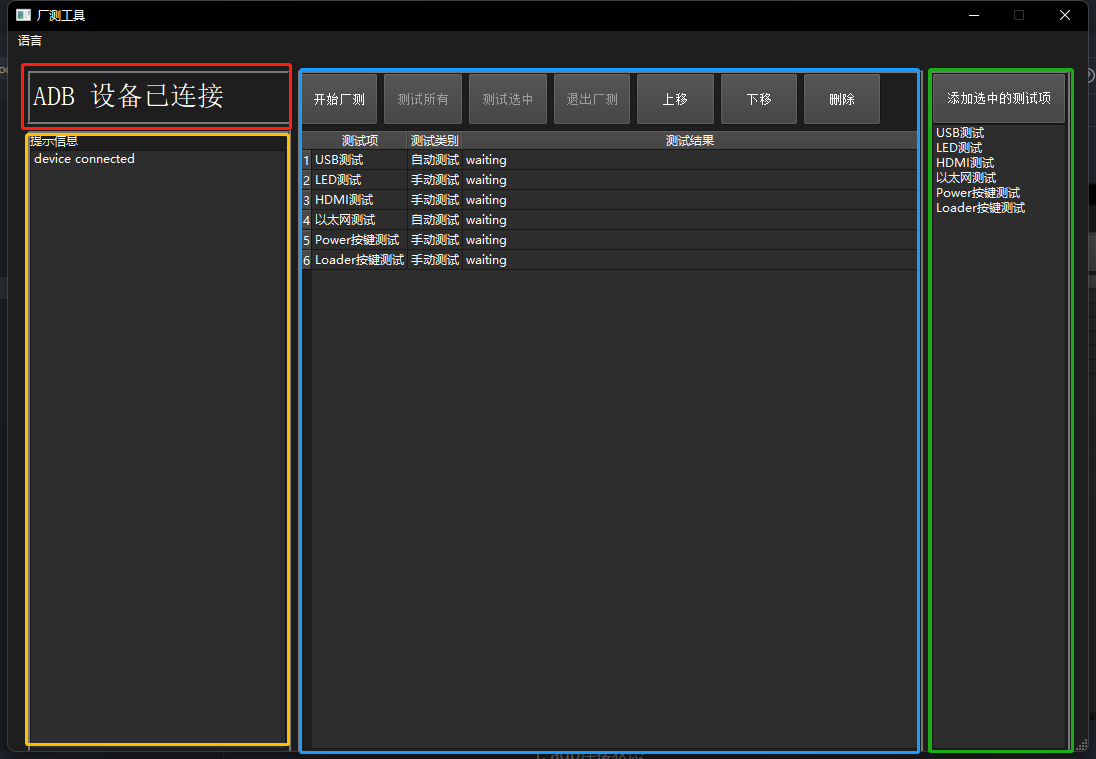 厂测工具
语言
ADB 设备已连接
提示信息
device connected
开始厂测 测试所有 测试选中 退出厂测 上移 下移 删除
测试项 测试类别 测试结果
1 USB测试 自动测试 waiting
2 LED测试 手动测试 waiting
3 HDMI测试 手动测试 waiting
4 以太网测试 自动测试 waiting
5 Power按键测试 手动测试 waiting
6 Loader按键测试 手动测试 waiting
添加选中的测试项
USB测试
LED测试
HDMI测试
以太网测试
Power按键测试
Loader按键测试